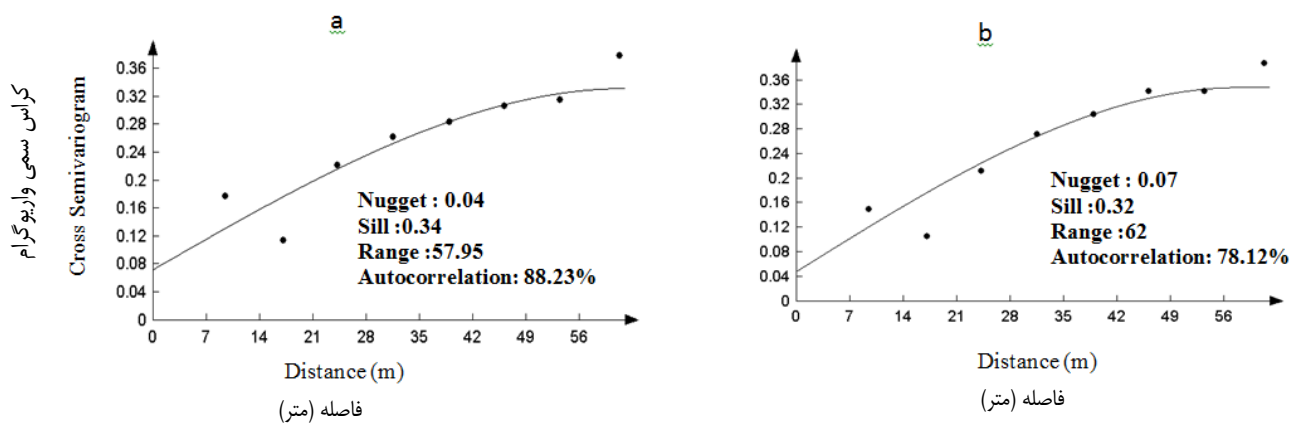 a
کراس سمی واریوگرام
Cross Semivariogram
0.36
0.32
0.28
0.24
0.2
0.16
0.12
0.08
0.04
0
Nugget : 0.04
Sill :0.34
Range :57.95
Autocorrelation: 88.23%
0 7 14 21 28 35 42 49 56
Distance (m)
فاصله (متر)
b
0.36
0.32
0.28
0.24
0.2
0.16
0.12
0.08
0.04
0
Nugget : 0.07
Sill :0.32
Range :62
Autocorrelation: 78.12%
0 7 14 21 28 35 42 49 56
Distance (m)
فاصله (متر)